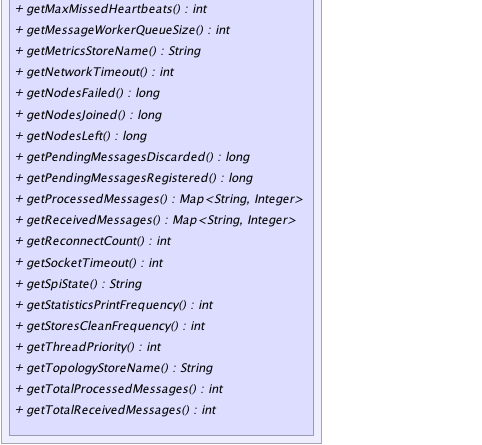 + getMaxMissedHeartbeats() : int
+ getMessageWorkerQueueSize() : int
+ getMetricsStoreName() : String
+ getNetworkTimeout() : int
+ getNodesFailed() : long
+ getNodesJoined() : long
+ getNodesLeft() : long
+ getPendingMessagesDiscarded() : long
+ getPendingMessagesRegistered() : long
+ getProcessedMessages() : Map<String, Integer>
+ getReceivedMessages() : Map<String, Integer>
+ getReconnectCount() : int
+ getSocketTimeout() : int
+ getSpiState() : String
+ getStatisticsPrintFrequency() : int
+ getStoresCleanFrequency() : int
+ getThreadPriority() : int
+ getTopologyStoreName() : String
+ getTotalProcessedMessages() : int
+ getTotalReceivedMessages() : int